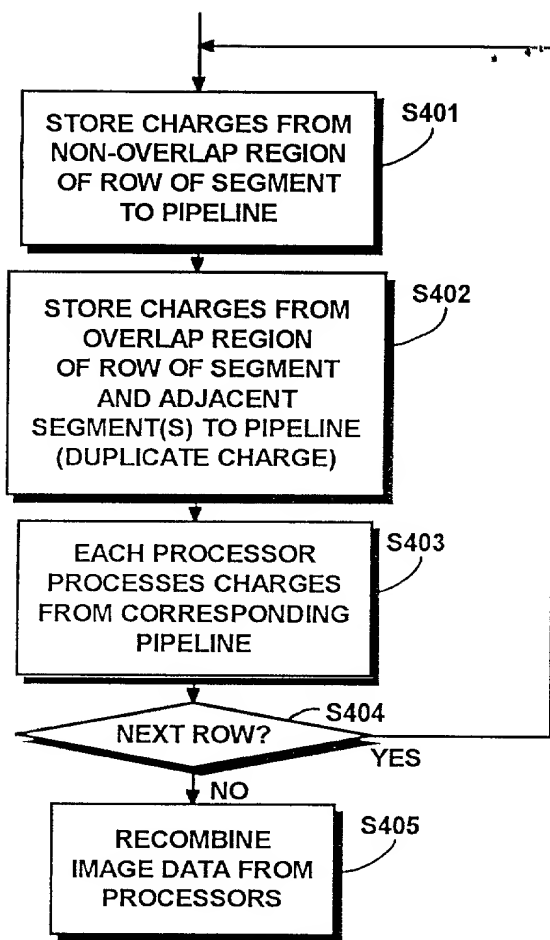 S401
STORE CHARGES FROM
NON-OVERLAP REGION
OF ROW OF SEGMENT
TO PIPELINE
S402
STORE CHARGES FROM
OVERLAP REGION
OF ROW OF SEGMENT
AND ADJACENT
SEGMENT(S) TO PIPELINE
(DUPLICATE CHARGE)
S403
EACH PROCESSOR
PROCESSES CHARGES
FROM CORRESPONDING
PIPELINE
S404
NEXT ROW?
YES
NO
S405
RECOMBINE
IMAGE DATA FROM
PROCESSORS